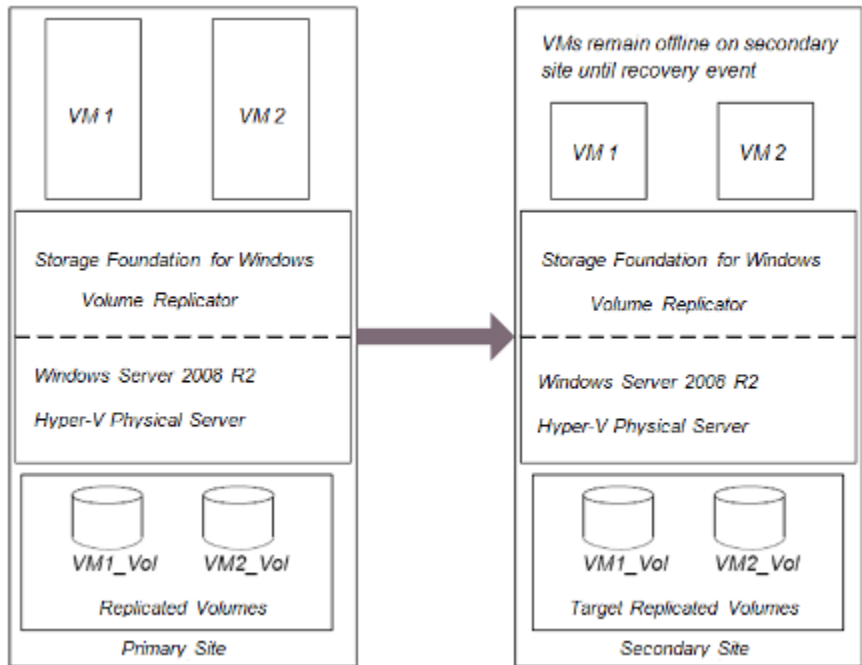 VM 1
VM 2
Storage Foundation for Windows
Volume Replicator
Windows Server 2008 R2
Hyper-V Physical Server
VM1_Vol
VM2_Vol
Replicated Volumes
Primary Site
VMs remain offline on secondary
site until recovery event
VM 1
VM 2
Storage Foundation for Windows
Volume Replicator
Windows Server 2008 R2
Hyper-V Physical Server
VM1_Vol
VM2_Vol
Target Replicated Volumes
Secondary Site